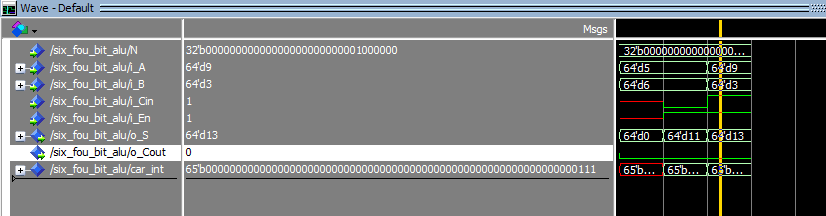 Wave - Default
Msgs
/six_fou_bit_alu/N 32'b00000000000000000000000001000000 32'b000000000000000...
/six_fou_bit_alu/i_A 64'd9 64'd5 64'd9
/six_fou_bit_alu/i_B 64'd3 64'd6 64'd3
/six_fou_bit_alu/i_Cin 1
/six_fou_bit_alu/i_En 1
/six_fou_bit_alu/o_S 64'd13 64'd0 64'd11 64'd13
/six_fou_bit_alu/o_Cout 0
/six_fou_bit_alu/car_int 65'b00000000000000000000000000000000000000000000000000000000000000111 65'b... 65'b... 65'b...